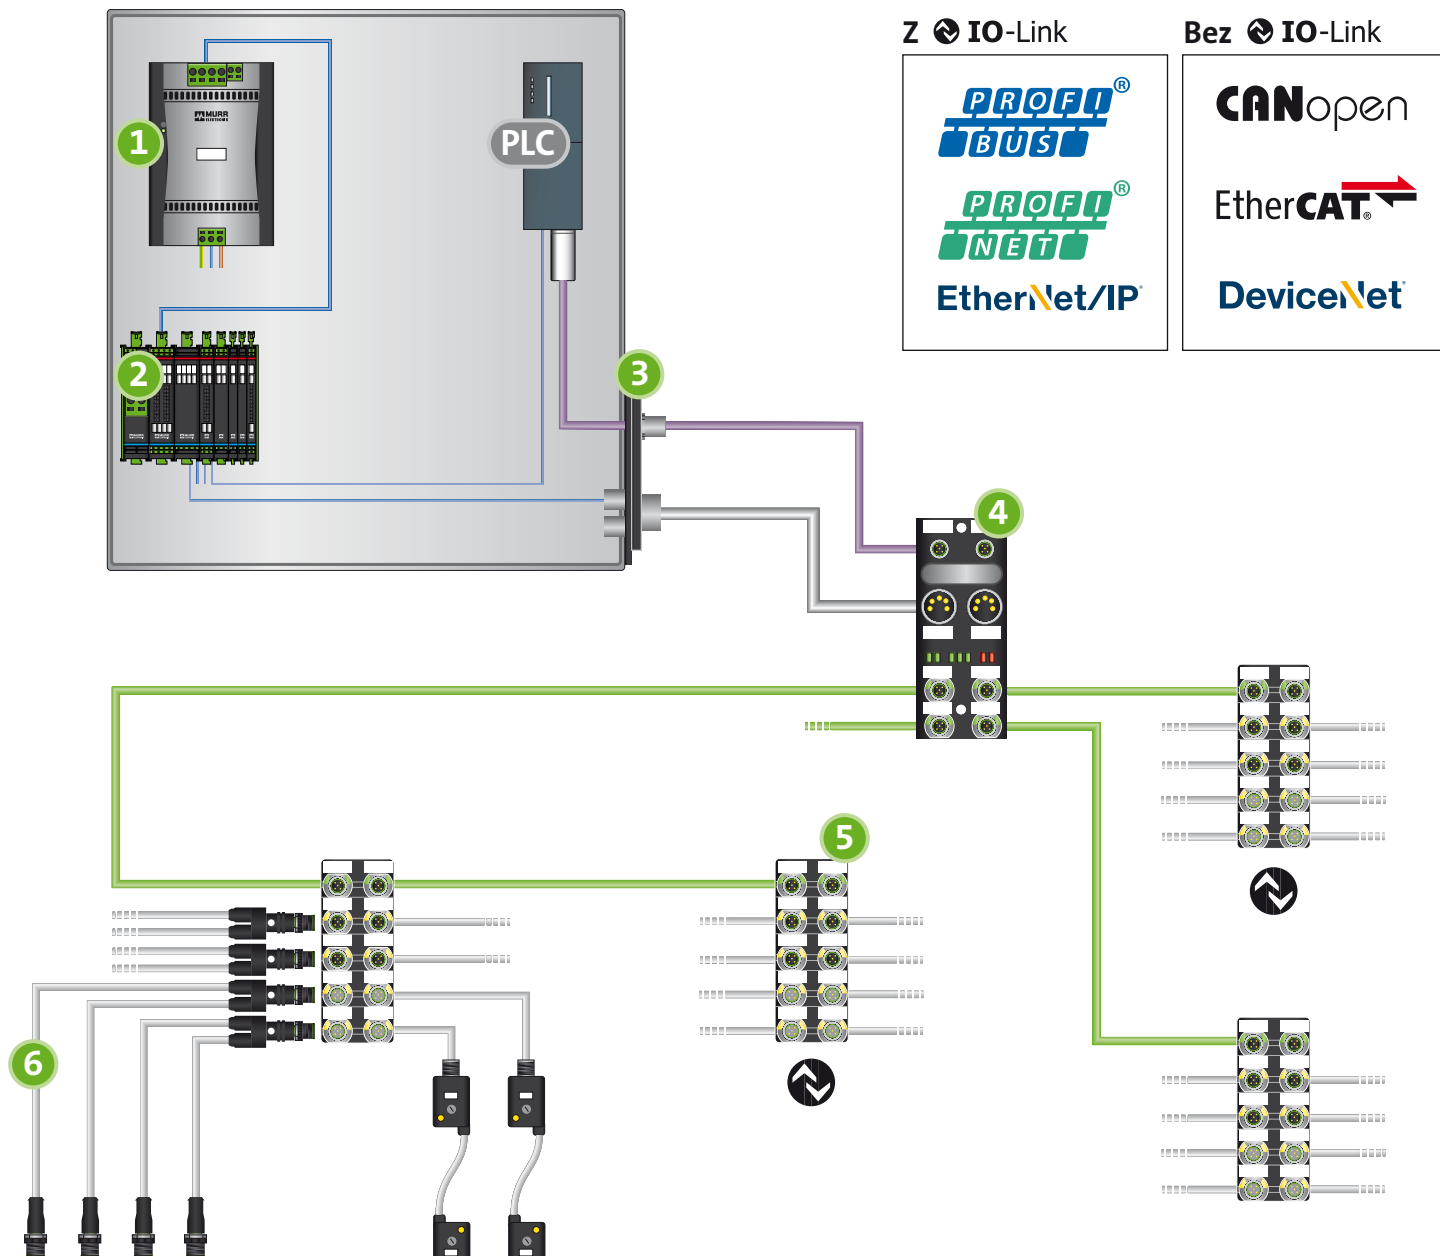 Z IO-Link
Bez IO-Link
PROFI®
BUS
PROFI®
NET
EtherNet/IP
CANopen
EtherCAT®
DeviceNet
MURR
ELEKTRONIK
1
PLC
2
3
4
5
6